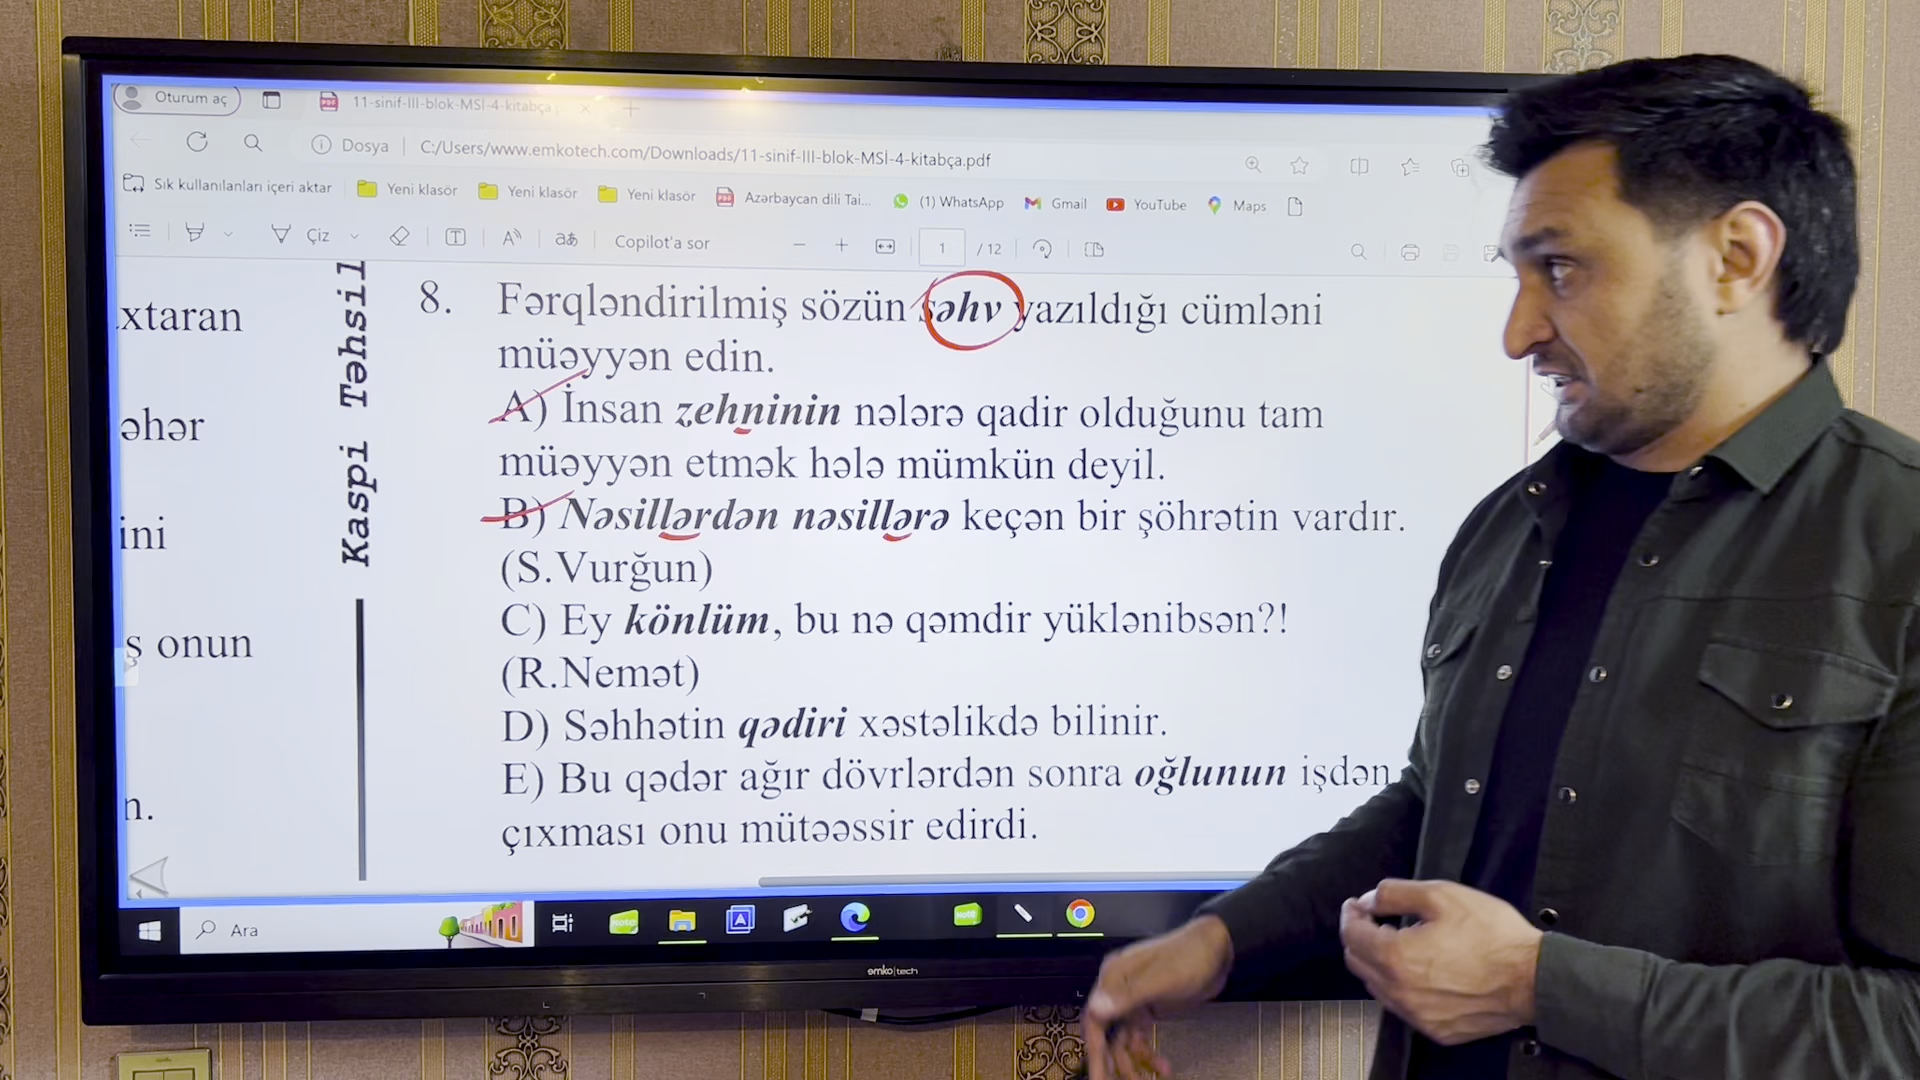 Oturum aç
11-sinif-III-blok-MSİ-4-kitabça
Dosya
C:/Users/www.emkotech.com/Downloads/11-sinif-III-blok-MSİ-4-kitabça.pdf
Sık kullanılanları içeri aktar
Yeni klasör
Yeni klasör
Yeni klasör
Azərbaycan dili Tai...
(1) WhatsApp
Gmail
YouTube
Maps
Çiz
Copilot'a sor
1
/ 12
Kaspi Təhsil
əhər
ini
ş onun
n.
8. Fərqləndirilmiş sözün səhv yazıldığı cümləni
müəyyən edin.
A) İnsan zehninin nələrə qadir olduğunu tam
müəyyən etmək hələ mümkün deyil.
B) Nəsillərdən nəsillərə keçən bir şöhrətin vardır.
(S.Vurğun)
C) Ey könlüm, bu nə qəmdir yüklənibsən?!
(R.Nemət)
D) Səhhətin qədiri xəstəlikdə bilinir.
E) Bu qədər ağır dövrlərdən sonra oğlunun işdən
çıxması onu mütəəssir edirdi.
Ara
emko|tech